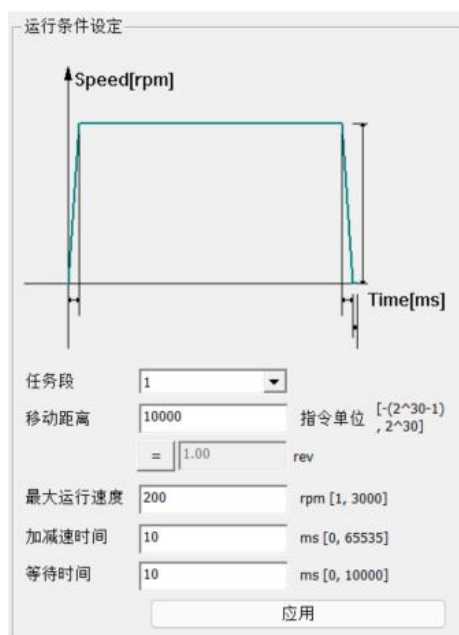 运行条件设定
Speed[rpm]
Time[ms]
任务段 1
移动距离 10000 指令单位 [-(2^30-1)
, 2^30]
= 1.00 rev
最大运行速度 200 rpm [1, 3000]
加减速时间 10 ms [0, 65535]
等待时间 10 ms [0, 10000]
应用